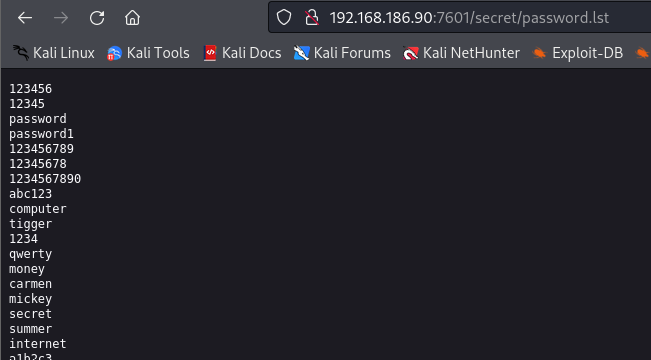 192.168.186.90:7601/secret/password.lst
Kali Linux Kali Tools Kali Docs Kali Forums Kali NetHunter Exploit-DB
123456
12345
password
password1
123456789
12345678
1234567890
abc123
computer
tigger
1234
qwerty
money
carmen
mickey
secret
summer
internet
a1b2c3